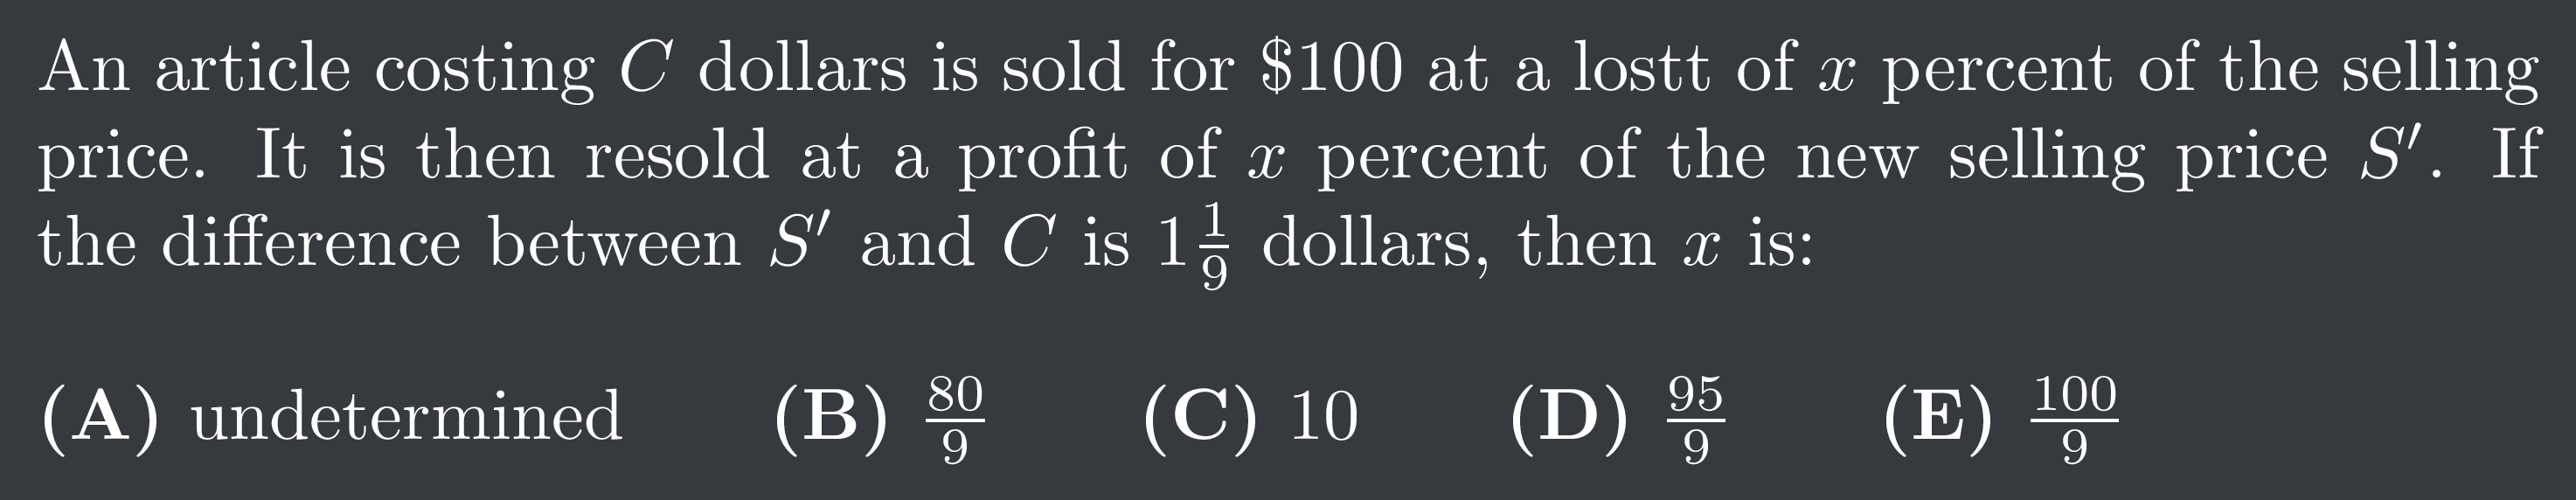 An article costing C dollars is sold for $100 at a lostt of x percent of the selling
price. It is then resold at a profit of x percent of the new selling price S′. If
the difference between S′ and C is 1 1/9 dollars, then x is:
(A) undetermined (B) 80/9 (C) 10 (D) 95/9 (E) 100/9